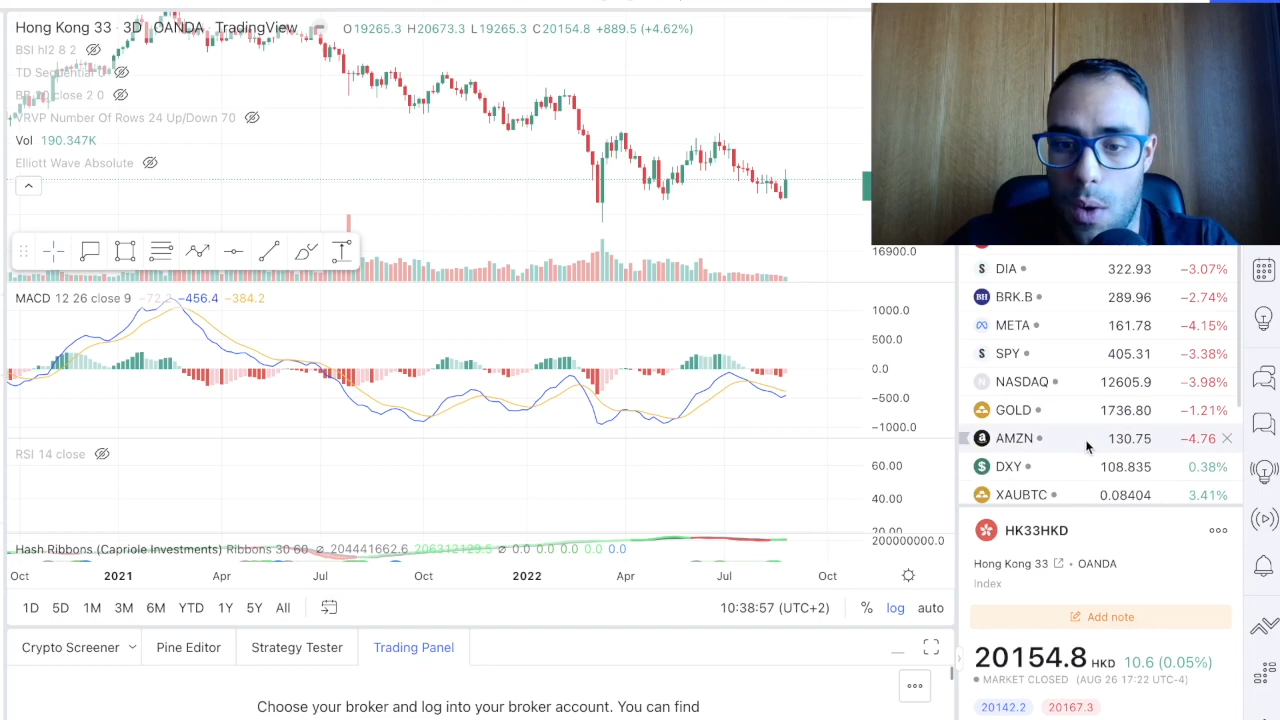 Hong Kong 33 · 3D · OANDA · TradingView O19265.3 H20673.3 L19265.3 C20154.8 +889.5 (+4.62%)
BSI hl2 8 2
TD Sequential
BB 20 close 2 0
VRVP Number Of Rows 24 Up/Down 70
Vol 190.347K
Elliott Wave Absolute
16900.0
MACD 12 26 close 9 −72.2 −456.4 −384.2
1000.0
500.0
0.0
−500.0
−1000.0
RSI 14 close
60.00
40.00
20.00
Hash Ribbons (Capriole Investments) Ribbons 30 60 ⌀ 204441662.6 206312129.5 ⌀ 0.0 0.0 0.0 0.0 0.0
200000000.0
Oct 2021 Apr Jul Oct 2022 Apr Jul Oct
1D 5D 1M 3M 6M YTD 1Y 5Y All 10:38:57 (UTC+2) % log auto
Crypto Screener Pine Editor Strategy Tester Trading Panel
Choose your broker and log into your broker account. You can find
DIA 322.93 −3.07%
BRK.B 289.96 −2.74%
META 161.78 −4.15%
SPY 405.31 −3.38%
NASDAQ 12605.9 −3.98%
GOLD 1736.80 −1.21%
AMZN 130.75 −4.76
DXY 108.835 0.38%
XAUBTC 0.08404 3.41%
HK33HKD
Hong Kong 33 • OANDA
Index
Add note
20154.8 HKD 10.6 (0.05%)
MARKET CLOSED (AUG 26 17:22 UTC-4)
20142.2 20167.3